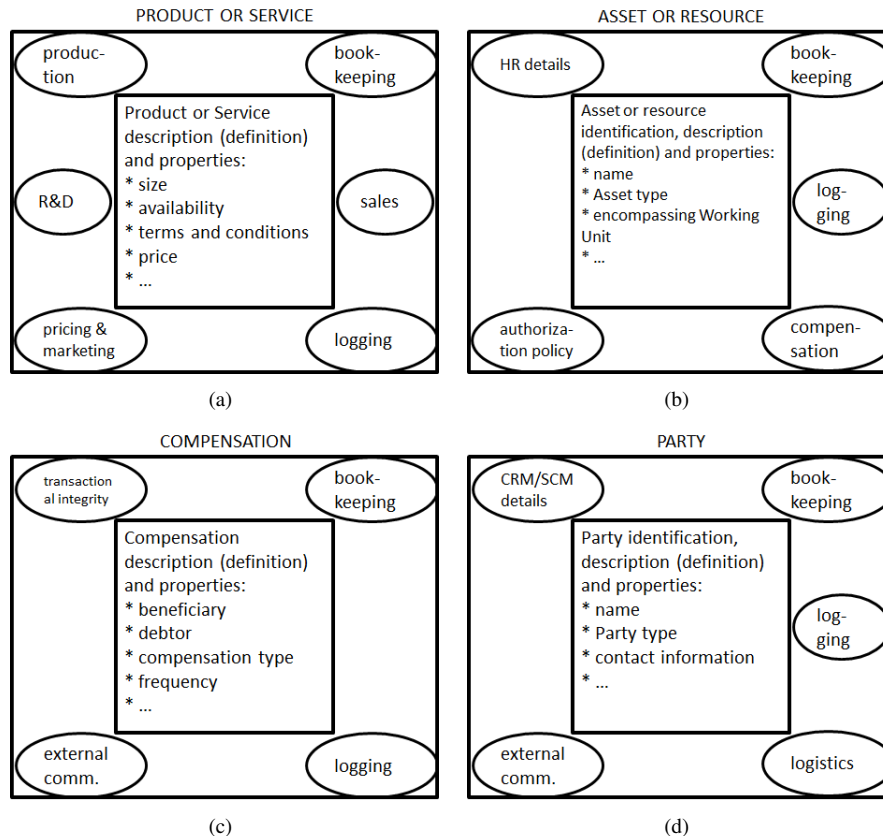 PRODUCT OR SERVICE
produc-
tion
book-
keeping
Product or Service
description (definition)
and properties:
* size
* availability
* terms and conditions
* price
* ...
R&D
sales
pricing &
marketing
logging
(a)
ASSET OR RESOURCE
HR details
book-
keeping
Asset or resource
identification, description
(definition) and properties:
* name
* Asset type
* encompassing Working
Unit
* ...
log-
ging
authoriza-
tion policy
compen-
sation
(b)
COMPENSATION
transaction
al integrity
book-
keeping
Compensation
description (definition)
and properties:
* beneficiary
* debtor
* compensation type
* frequency
* ...
external
comm.
logging
(c)
PARTY
CRM/SCM
details
book-
keeping
Party identification,
description (definition)
and properties:
* name
* Party type
* contact information
* ...
log-
ging
external
comm.
logistics
(d)